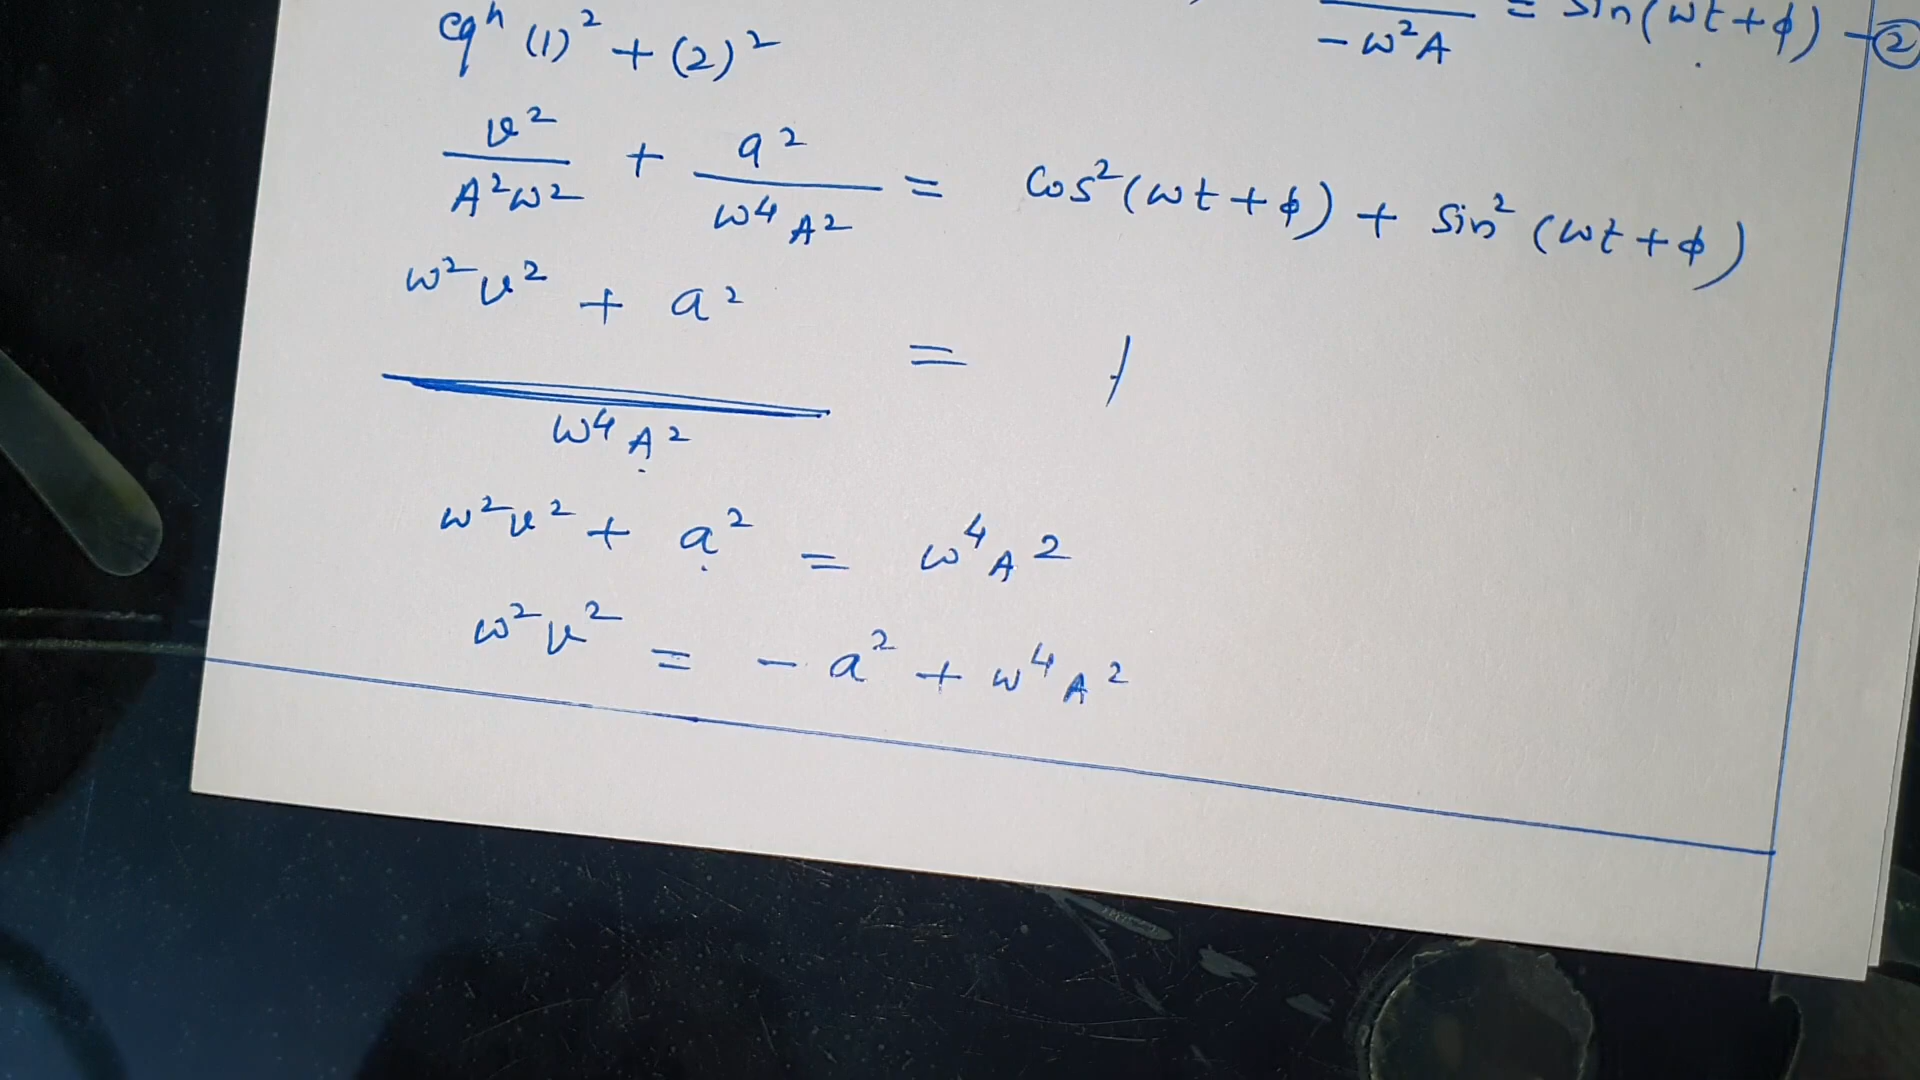 -ω²A = sin(ωt+φ) -②
eqⁿ (1)² + (2)²
v²/A²ω² + a²/ω⁴A² = cos²(ωt+φ) + sin²(ωt+φ)
ω²v² + a² / ω⁴A² = 1
ω²v² + a² = ω⁴A²
ω²v² = -a² + ω⁴A²